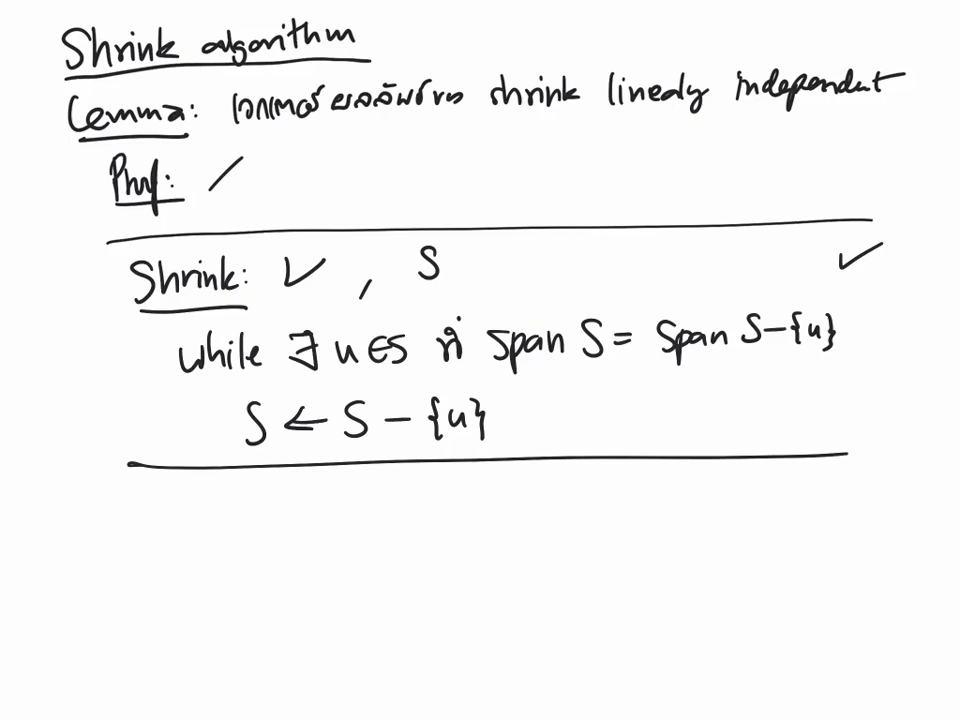 Shrink algorithm
Lemma: เวกเตอร์ผลลัพธ์ของ shrink linearly independent
Proof:
Shrink: V , S
while ∃ u ∈ S ที่ span S = span S − {u}
S ← S − {u}